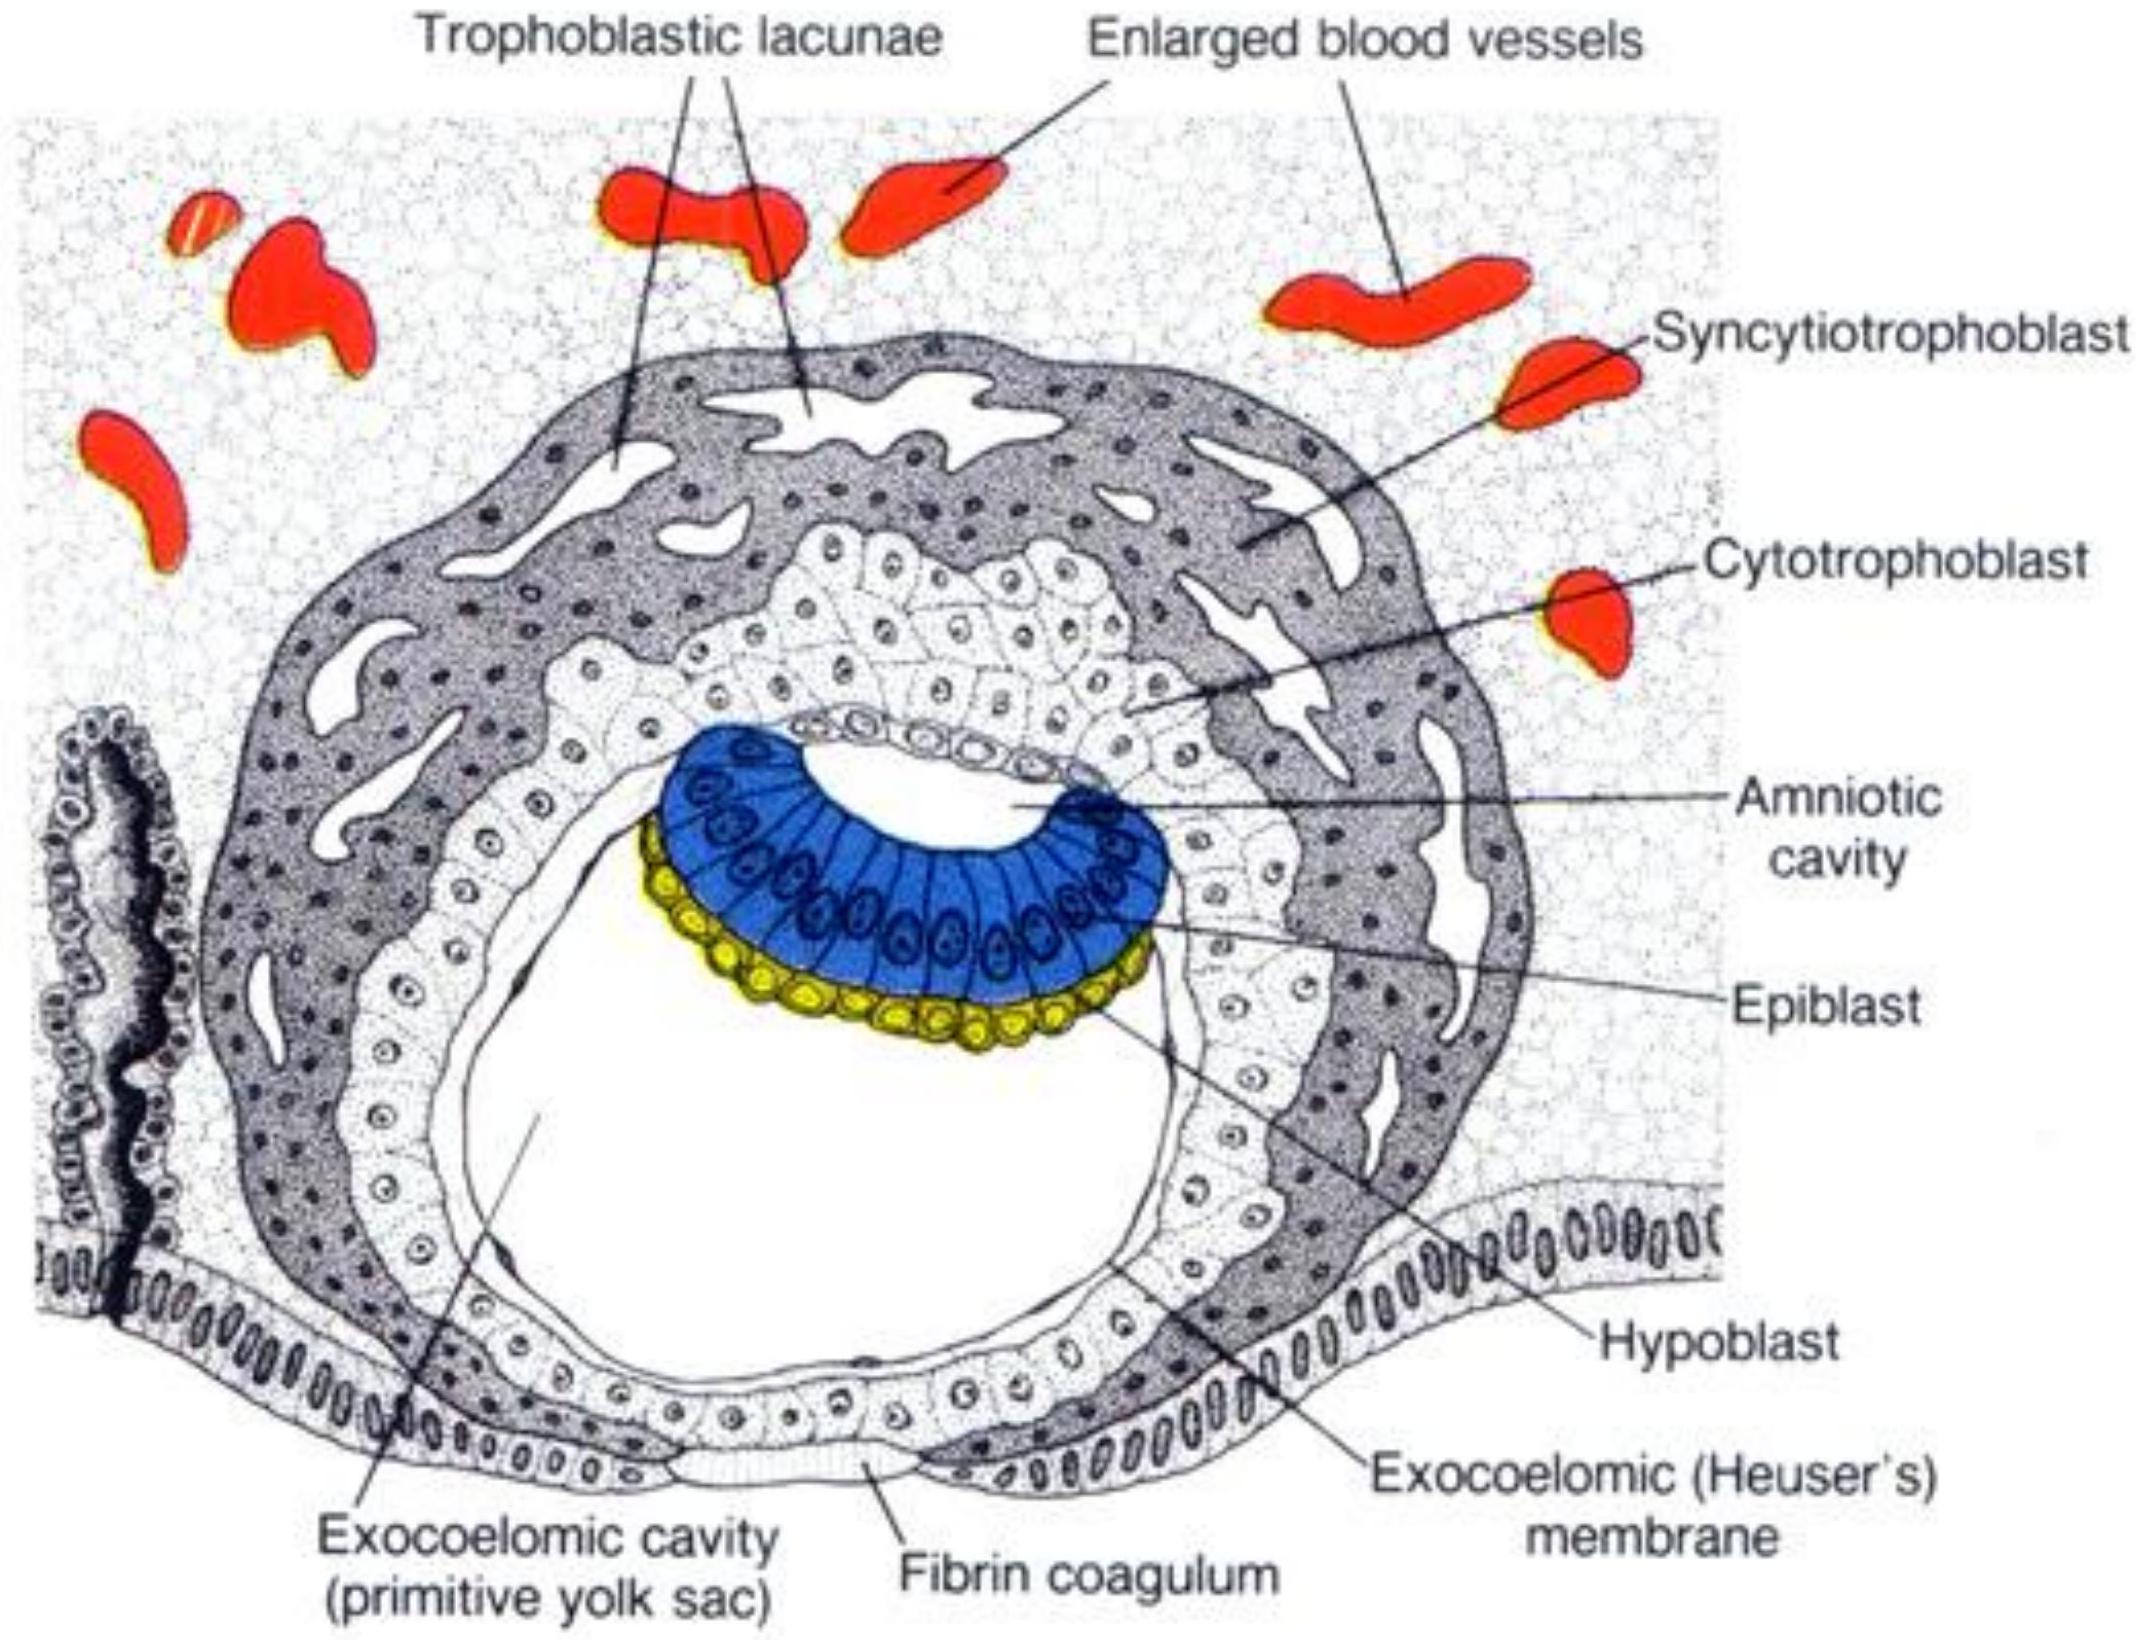 Trophoblastic lacunae
Enlarged blood vessels
Syncytiotrophoblast
Cytotrophoblast
Amniotic
cavity
Epiblast
Hypoblast
Exocoelomic (Heuser's)
membrane
Fibrin coagulum
Exocoelomic cavity
(primitive yolk sac)